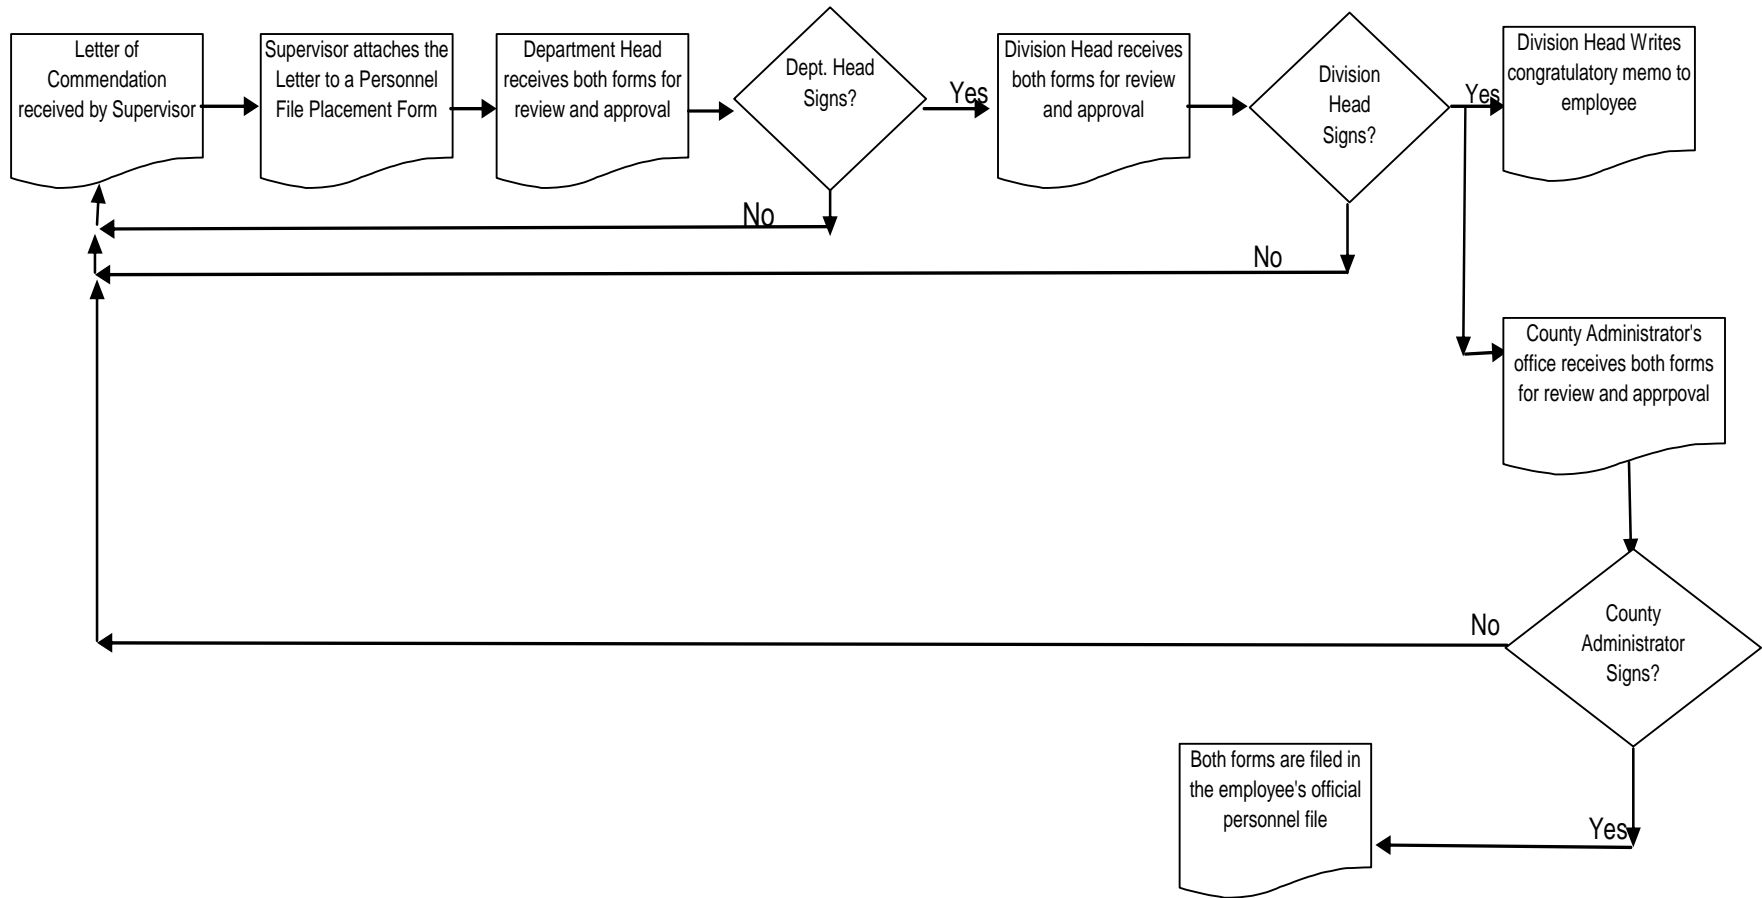 Letter of
Commendation
received by Supervisor
Supervisor attaches the
Letter to a Personnel
File Placement Form
Department Head
receives both forms for
review and approval
Dept. Head
Signs?
Yes
No
Division Head receives
both forms for review
and approval
Division
Head
Signs?
Yes
No
Division Head Writes
congratulatory memo to
employee
County Administrator's
office receives both forms
for review and apprpoval
County
Administrator
Signs?
No
Yes
Both forms are filed in
the employee's official
personnel file